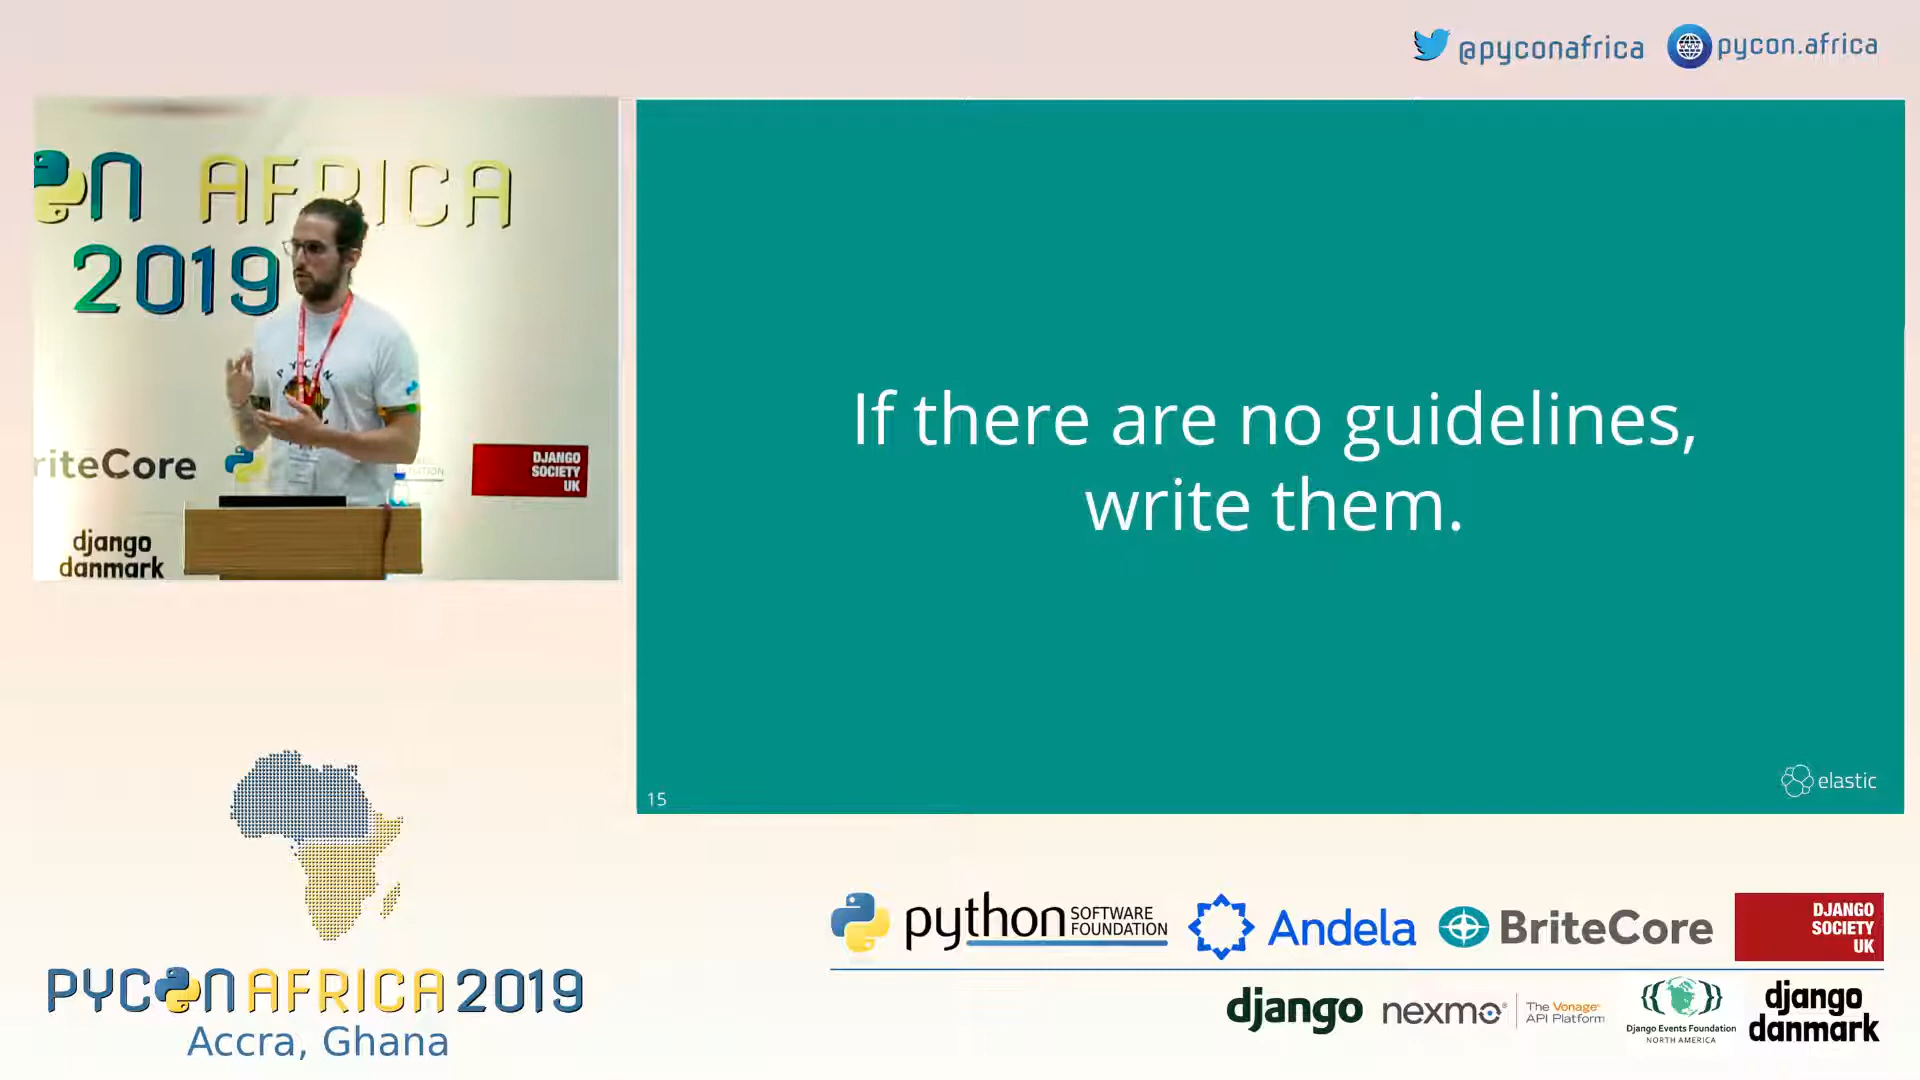 @pyconafrica
pycon.africa
ON AFRICA
2019
PYCON
riteCore
DJANGO
SOCIETY
UK
django
danmark
If there are no guidelines,
write them.
15
elastic
PYCON AFRICA 2019
Accra, Ghana
python SOFTWARE
FOUNDATION
Andela
BriteCore
DJANGO
SOCIETY
UK
django
nexmo
The Vonage®
API Platform
Django Events Foundation
NORTH AMERICA
django
danmark